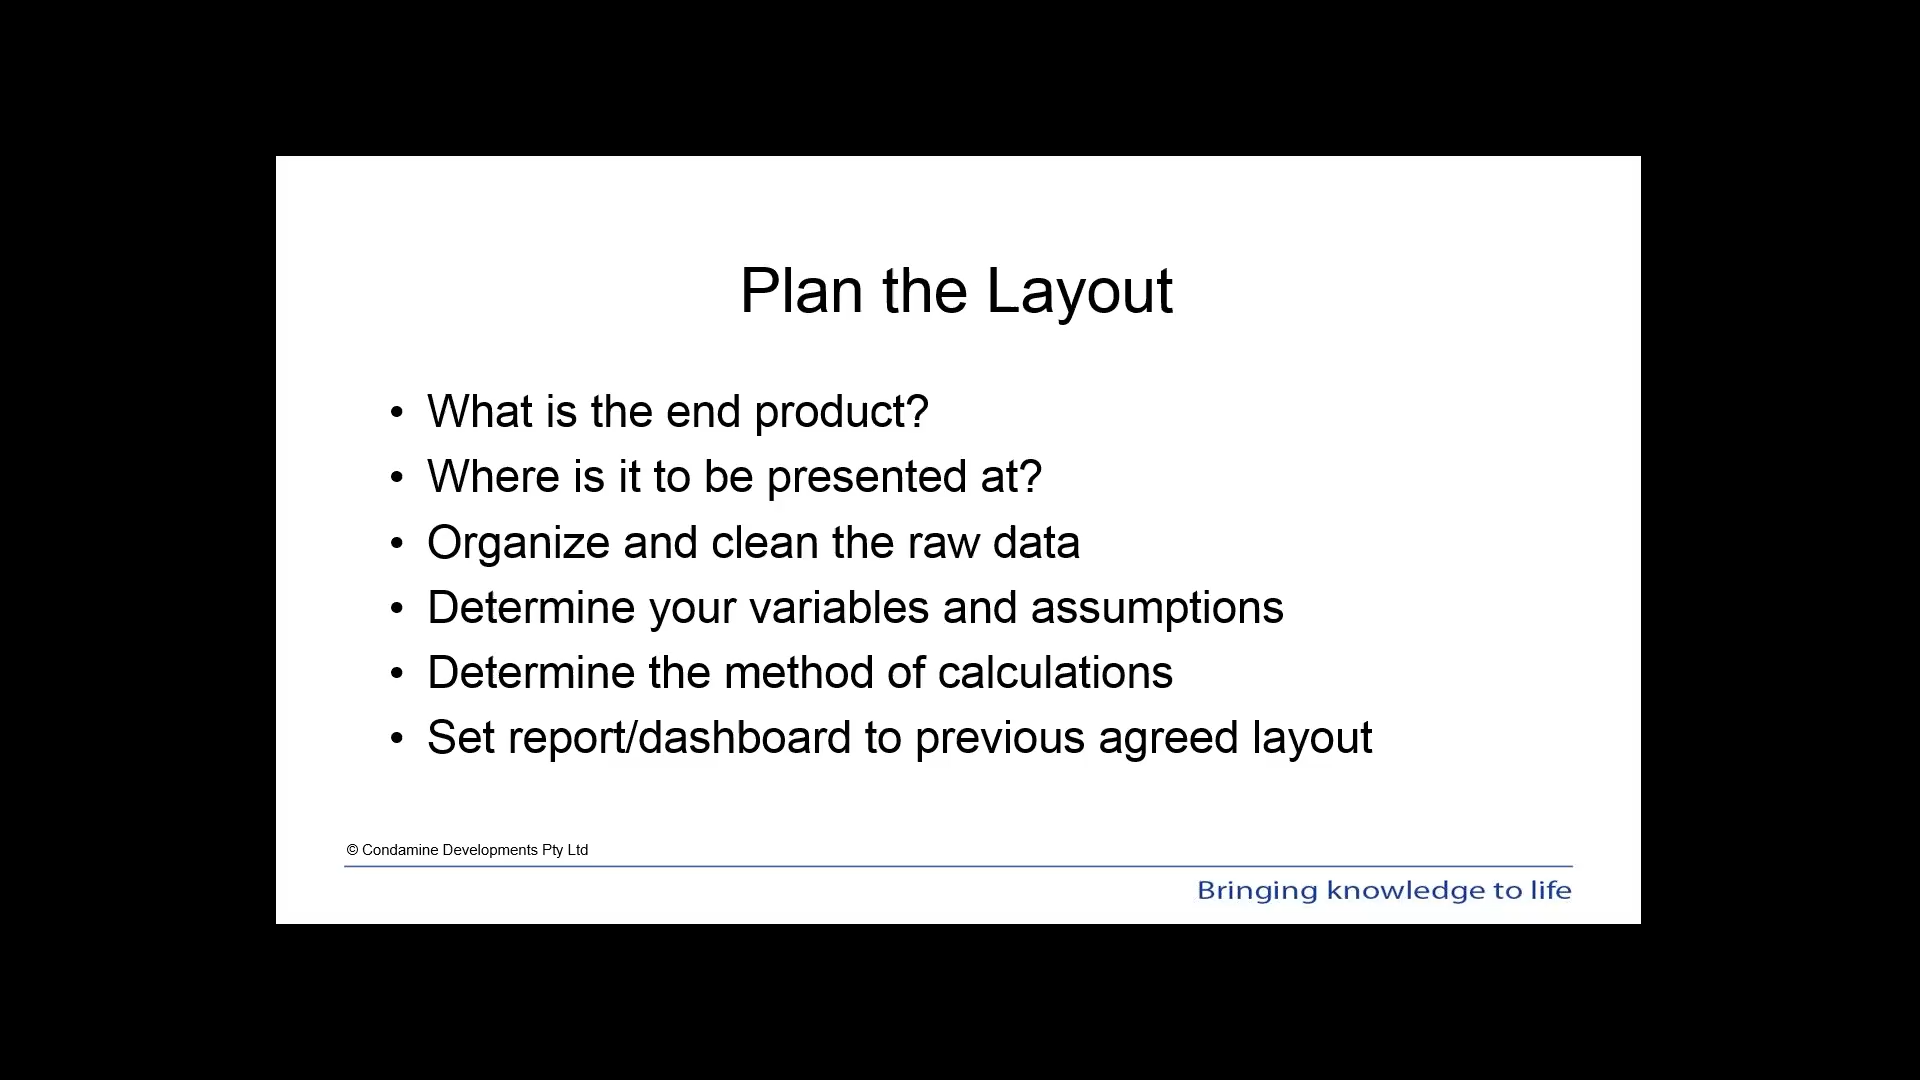 Plan the Layout
• What is the end product?
• Where is it to be presented at?
• Organize and clean the raw data
• Determine your variables and assumptions
• Determine the method of calculations
• Set report/dashboard to previous agreed layout
© Condamine Developments Pty Ltd
Bringing knowledge to life